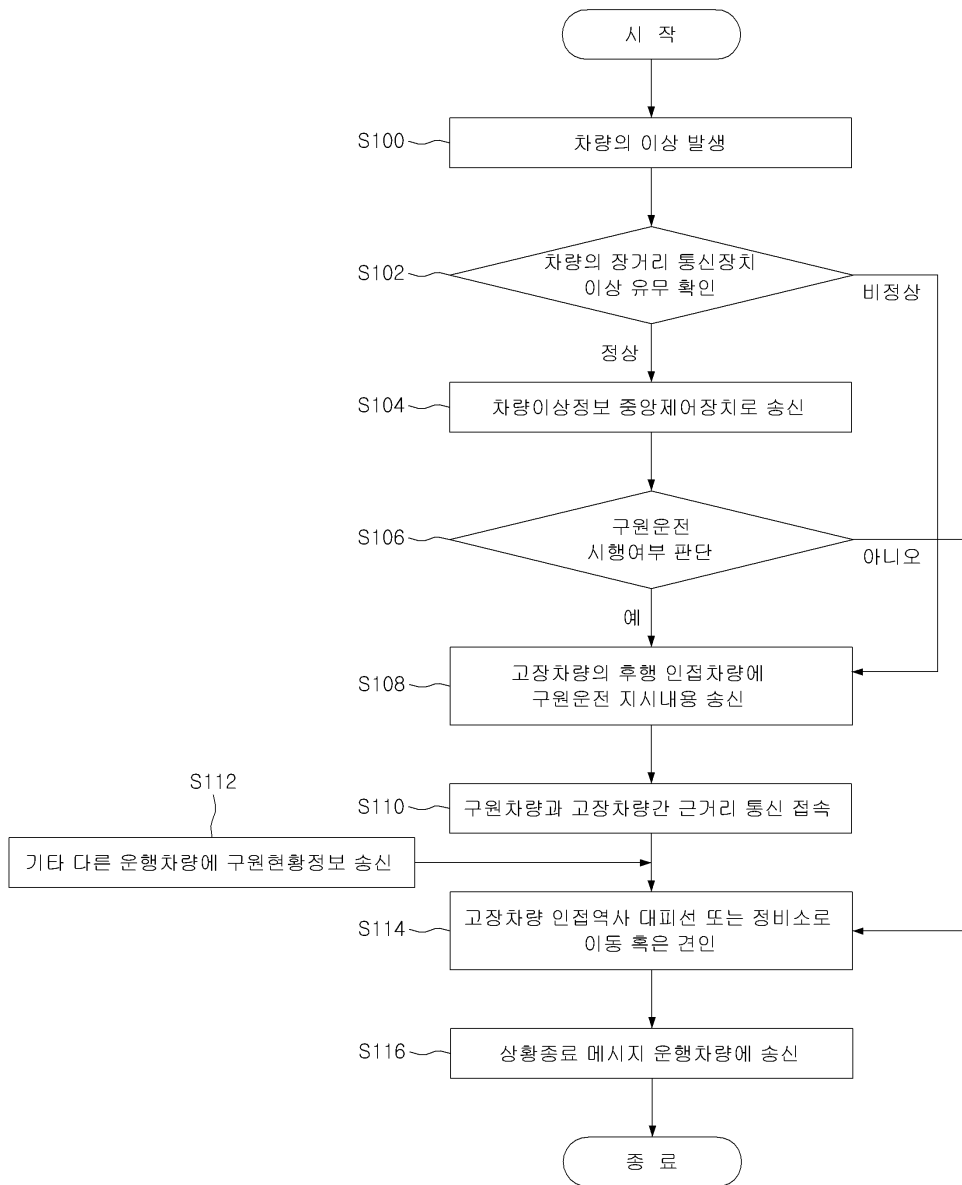 시 작
S100
차량의 이상 발생
S102
차량의 장거리 통신장치
이상 유무 확인
비정상
정상
S104
차량이상정보 중앙제어장치로 송신
S106
구원운전
시행여부 판단
아니오
예
S108
고장차량의 후행 인접차량에
구원운전 지시내용 송신
S112
S110
구원차량과 고장차량간 근거리 통신 접속
기타 다른 운행차량에 구원현황정보 송신
S114
고장차량 인접역사 대피선 또는 정비소로
이동 혹은 견인
S116
상황종료 메시지 운행차량에 송신
종 료